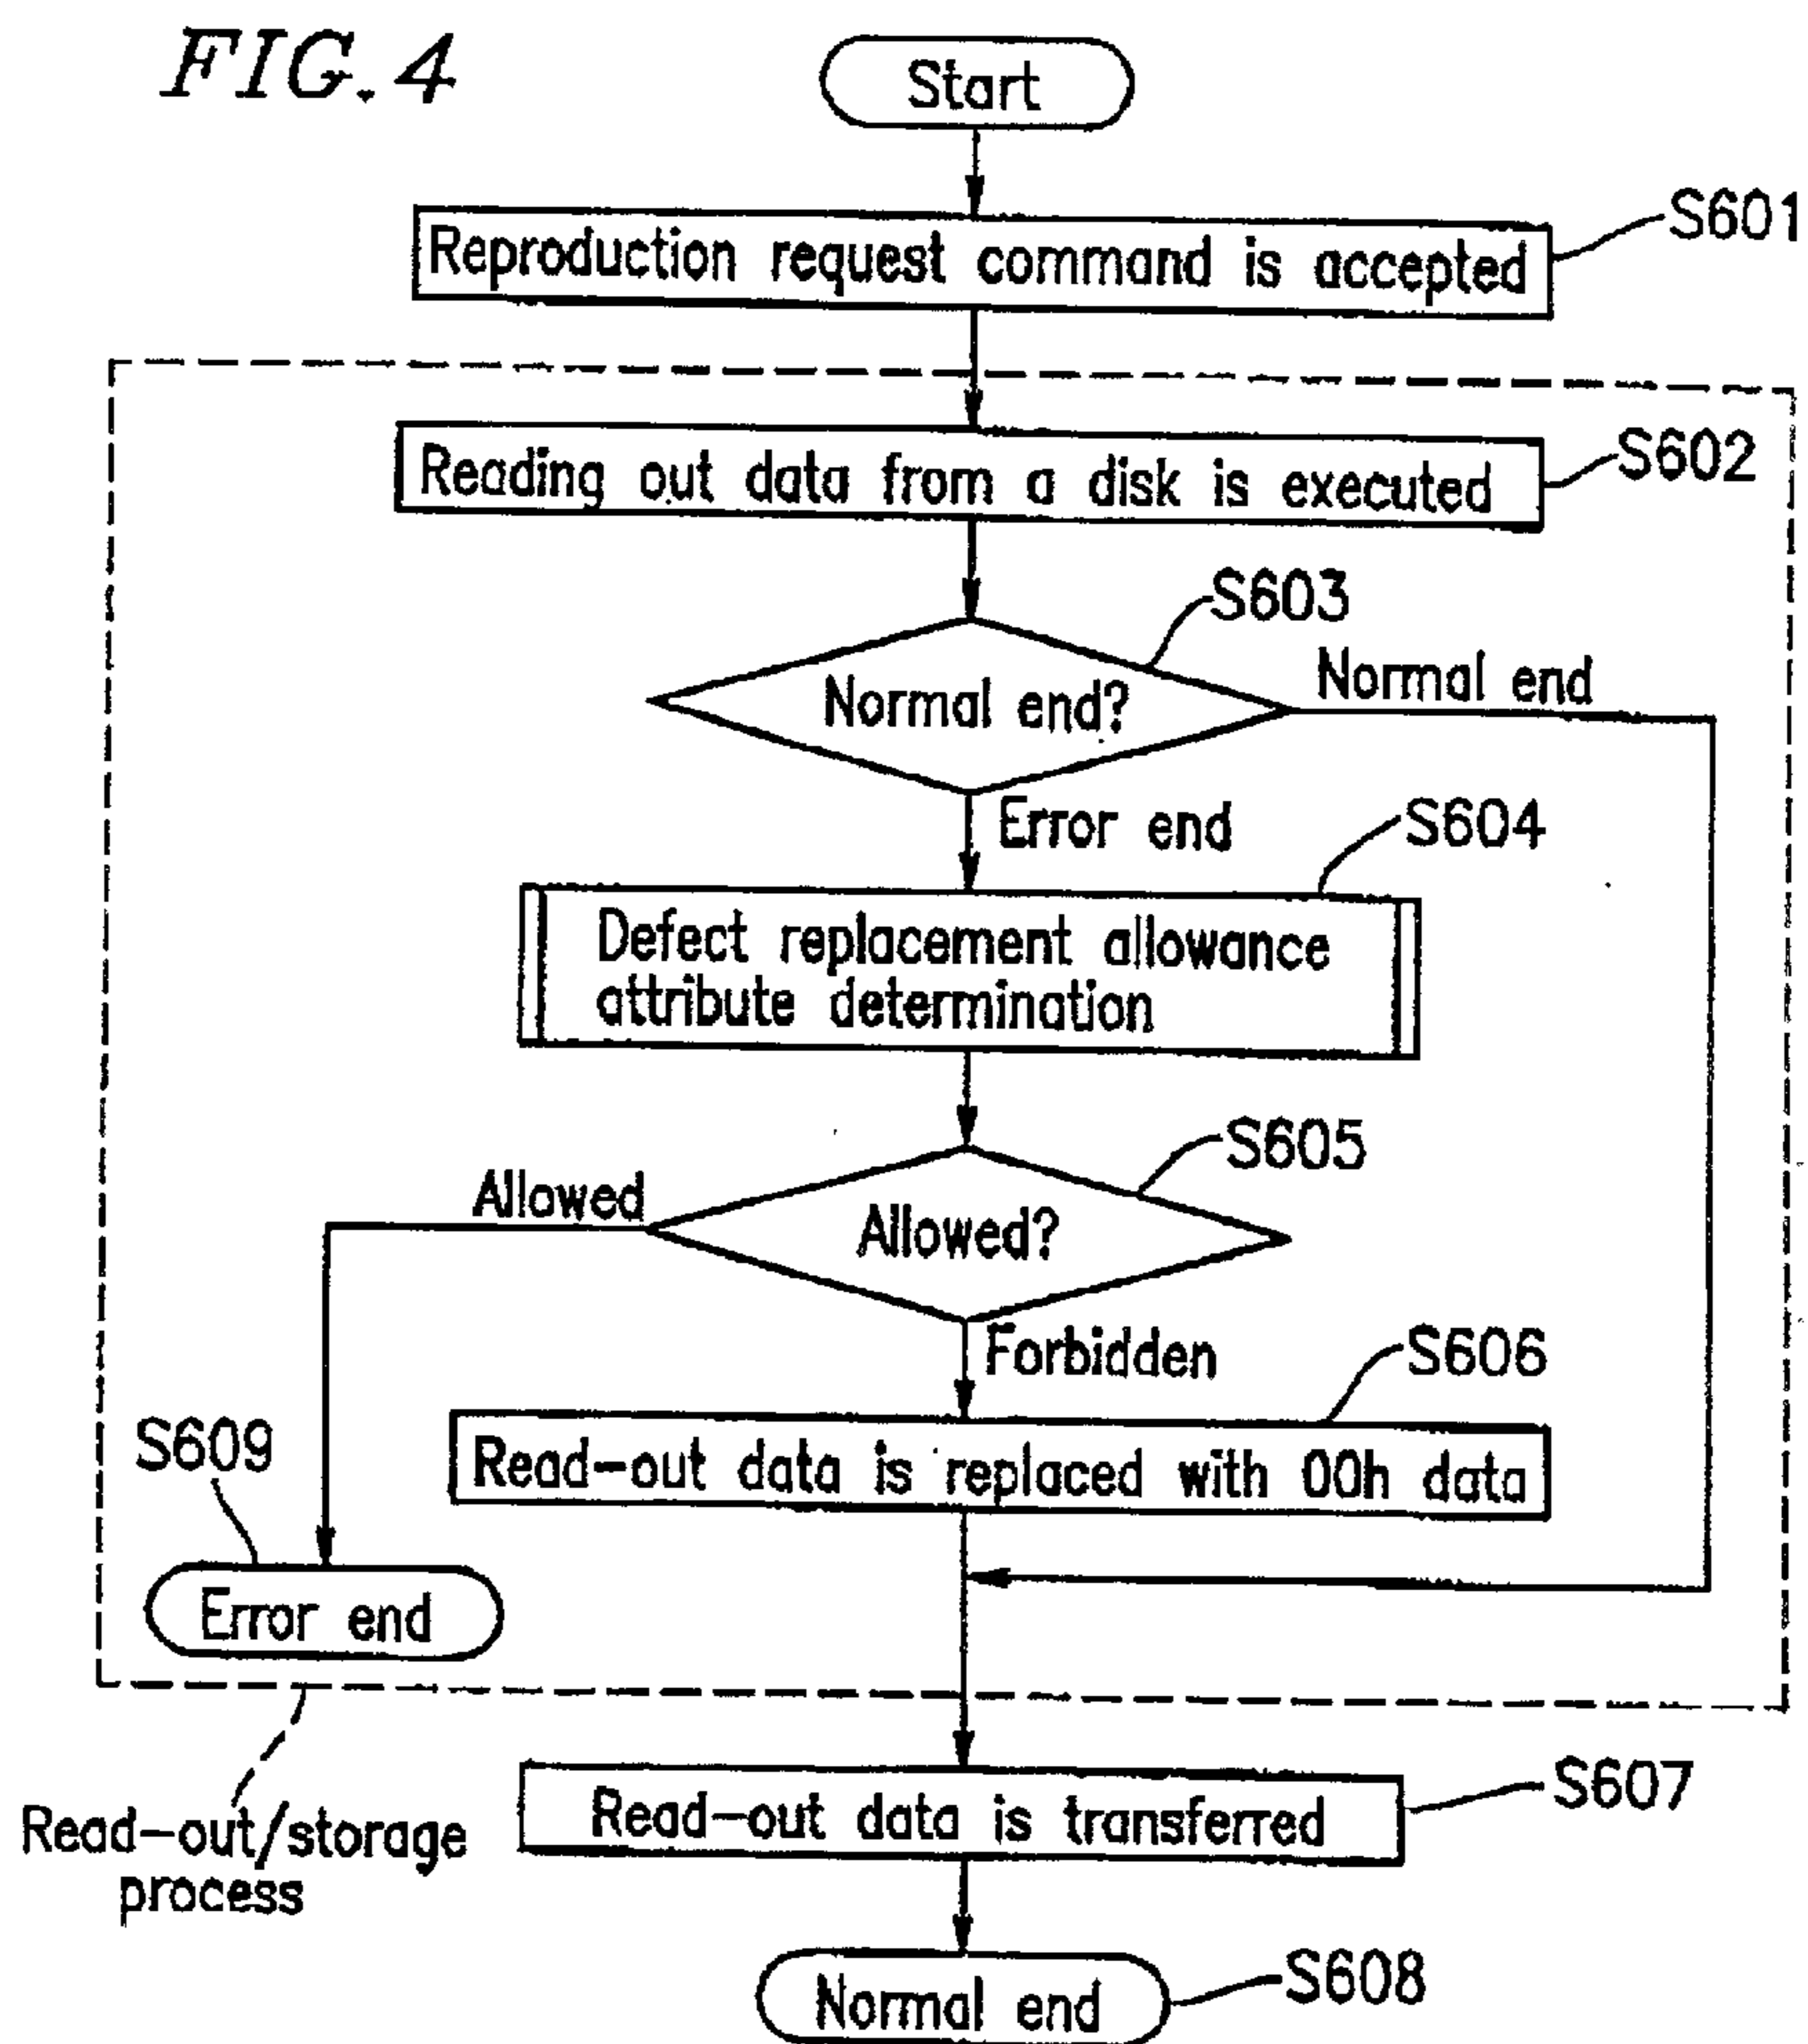 FIG. 4
Start
S601
Reproduction request command is accepted
S602
Reading out data from a disk is executed
S603
Normal end?
Normal end
Error end
S604
Defect replacement allowance
attribute determination
S605
Allowed
Allowed?
Forbidden
S606
S609
Read-out data is replaced with 00h data
Error end
S607
Read-out data is transferred
Read-out/storage
process
S608
Normal end